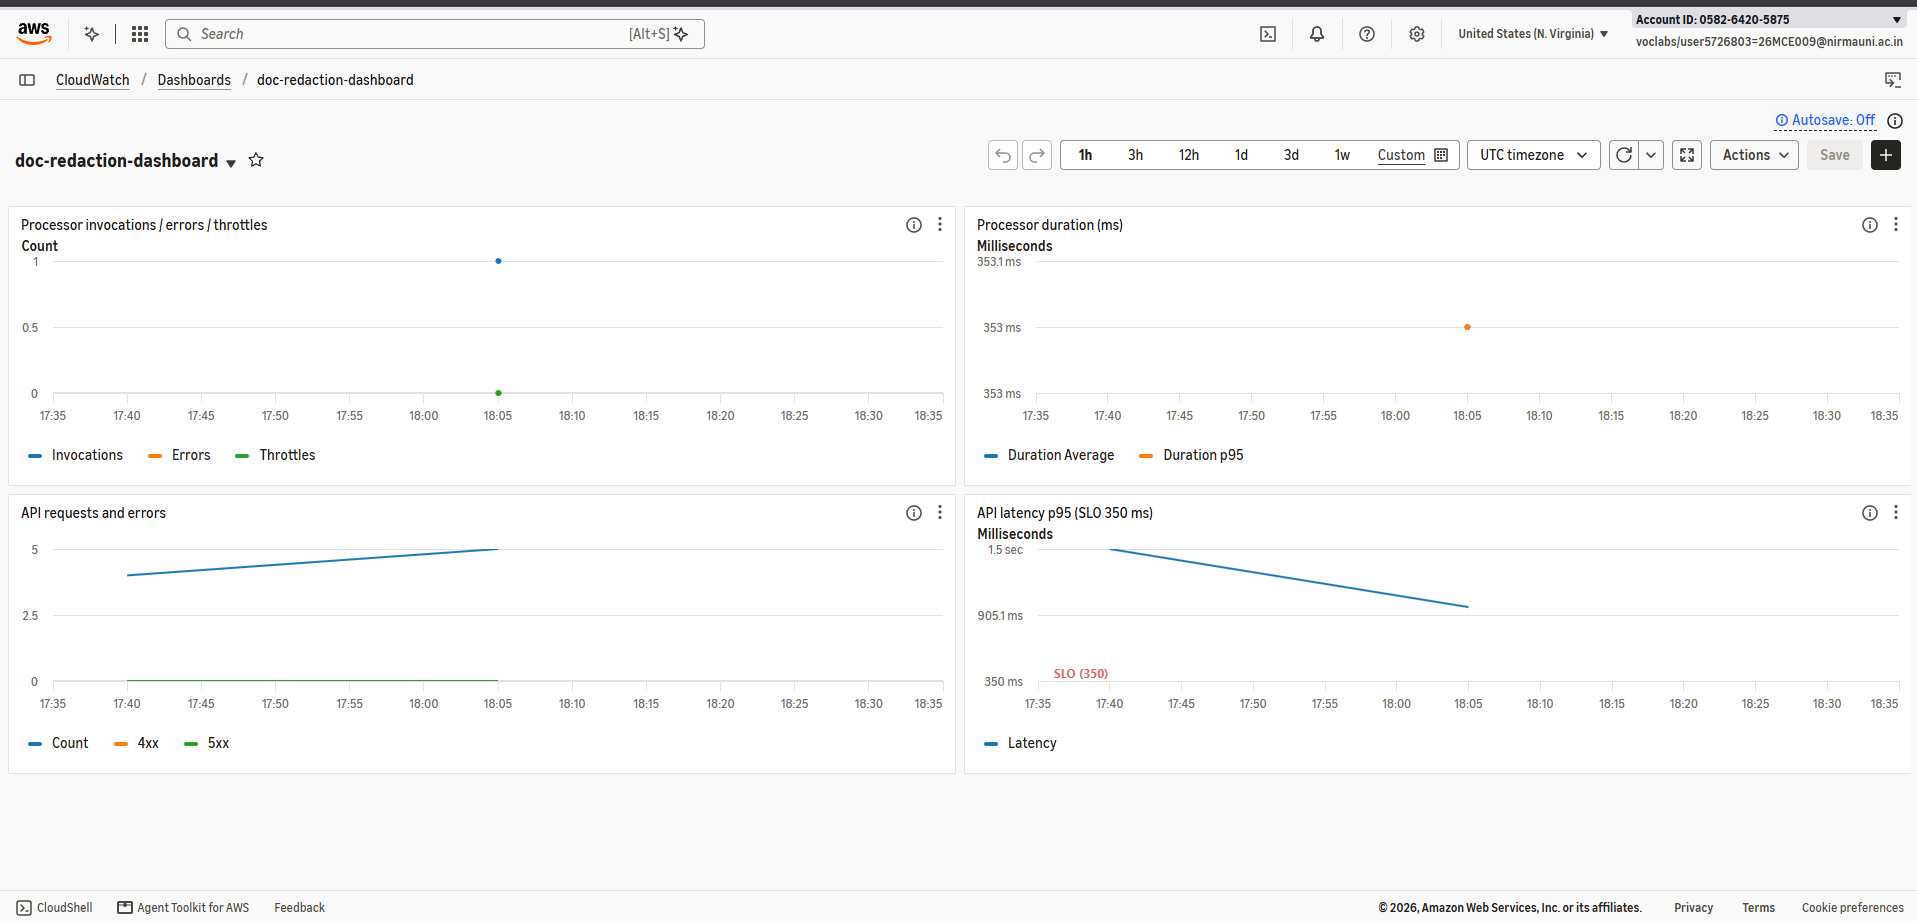 aws
Search [Alt+S]
United States (N. Virginia)
Account ID: 0582-6420-5875
voclabs/user5726803=26MCE009@nirmauni.ac.in
CloudWatch / Dashboards / doc-redaction-dashboard
Autosave: Off
doc-redaction-dashboard
1h 3h 12h 1d 3d 1w Custom UTC timezone Actions Save
Processor invocations / errors / throttles
Count
1
0.5
0
17:35 17:40 17:45 17:50 17:55 18:00 18:05 18:10 18:15 18:20 18:25 18:30 18:35
Invocations Errors Throttles
Processor duration (ms)
Milliseconds
353.1 ms
353 ms
353 ms
17:35 17:40 17:45 17:50 17:55 18:00 18:05 18:10 18:15 18:20 18:25 18:30 18:35
Duration Average Duration p95
API requests and errors
5
2.5
0
17:35 17:40 17:45 17:50 17:55 18:00 18:05 18:10 18:15 18:20 18:25 18:30 18:35
Count 4xx 5xx
API latency p95 (SLO 350 ms)
Milliseconds
1.5 sec
905.1 ms
SLO (350)
350 ms
17:35 17:40 17:45 17:50 17:55 18:00 18:05 18:10 18:15 18:20 18:25 18:30 18:35
Latency
CloudShell Agent Toolkit for AWS Feedback
© 2026, Amazon Web Services, Inc. or its affiliates. Privacy Terms Cookie preferences